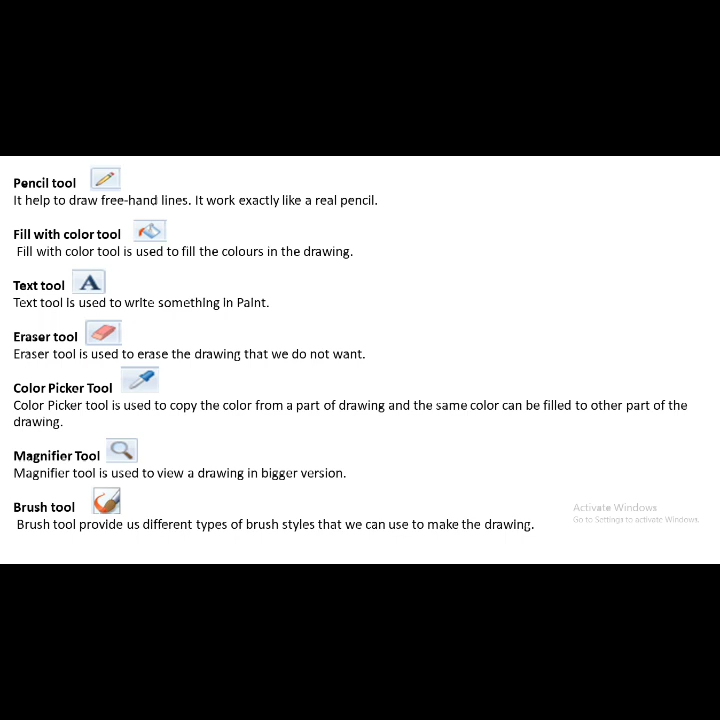 Pencil tool
It help to draw free-hand lines. It work exactly like a real pencil.
Fill with color tool
Fill with color tool is used to fill the colours in the drawing.
Text tool
Text tool is used to write something in Paint.
Eraser tool
Eraser tool is used to erase the drawing that we do not want.
Color Picker Tool
Color Picker tool is used to copy the color from a part of drawing and the same color can be filled to other part of the
drawing.
Magnifier Tool
Magnifier tool is used to view a drawing in bigger version.
Brush tool
Brush tool provide us different types of brush styles that we can use to make the drawing.
Activate Windows
Go to Settings to activate Windows.